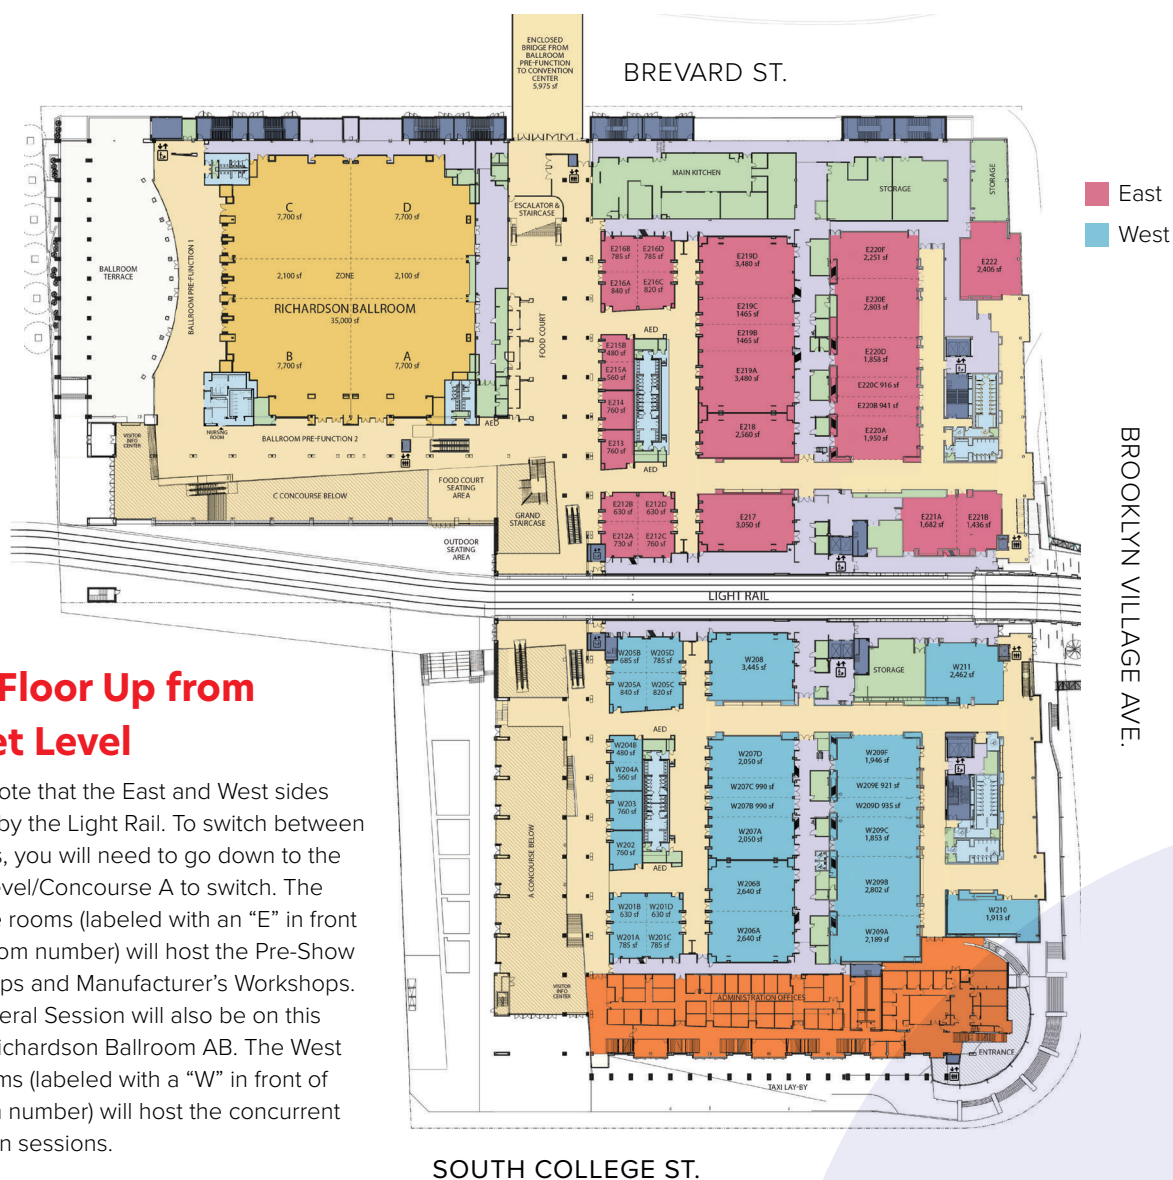 ENCLOSED
BRIDGE FROM
BALLROOM
PRE-FUNCTION
TO CONVENTION
CENTER
5,975 sf
BREVARD ST.
East
West
MAIN KITCHEN
STORAGE
STORAGE
ESCALATOR &
STAIRCASE
C
7,700 sf
D
7,700 sf
2,100 sf
ZONE
2,100 sf
RICHARDSON BALLROOM
35,000 sf
B
7,700 sf
A
7,700 sf
BALLROOM
TERRACE
BALLROOM PRE-FUNCTION 1
FOOD COURT
NURSING
ROOM
BALLROOM PRE-FUNCTION 2
AED
VISITOR
INFO
CENTER
C CONCOURSE BELOW
FOOD COURT
SEATING
AREA
GRAND
STAIRCASE
OUTDOOR
SEATING
AREA
E216B
785 sf
E216D
785 sf
E216A
840 sf
E216C
820 sf
AED
E215B
480 sf
E215A
560 sf
E214
760 sf
E213
760 sf
AED
E212B
630 sf
E212D
630 sf
E212A
730 sf
E212C
760 sf
E219D
3,480 sf
E219C
1465 sf
E219B
1465 sf
E219A
3,480 sf
E218
2,560 sf
E217
3,050 sf
E220F
2,251 sf
E220E
2,803 sf
E220D
1,858 sf
E220C 916 sf
E220B 941 sf
E220A
1,950 sf
E222
2,406 sf
E221A
1,682 sf
E221B
1,436 sf
BROOKLYN VILLAGE AVE.
LIGHT RAIL
W205B
685 sf
W205D
785 sf
W205A
840 sf
W205C
820 sf
W208
3,445 sf
STORAGE
W211
2,462 sf
AED
W204B
480 sf
W204A
560 sf
W203
760 sf
W202
760 sf
AED
W201B
630 sf
W201D
630 sf
W201A
785 sf
W201C
785 sf
W207D
2,050 sf
W207C 990 sf
W207B 990 sf
W207A
2,050 sf
W206B
2,640 sf
W206A
2,640 sf
W209F
1,946 sf
W209E 921 sf
W209D 935 sf
W209C
1,853 sf
W209B
2,802 sf
W209A
2,189 sf
W210
1,913 sf
A CONCOURSE BELOW
VISITOR
INFO
CENTER
ADMINISTRATION OFFICES
ENTRANCE
TAXI LAY-BY
Floor Up from
et Level
ote that the East and West sides
by the Light Rail. To switch between
s, you will need to go down to the
evel/Concourse A to switch. The
e rooms (labeled with an “E” in front
om number) will host the Pre-Show
ps and Manufacturer’s Workshops.
eral Session will also be on this
ichardson Ballroom AB. The West
ms (labeled with a “W” in front of
n number) will host the concurrent
n sessions.
SOUTH COLLEGE ST.